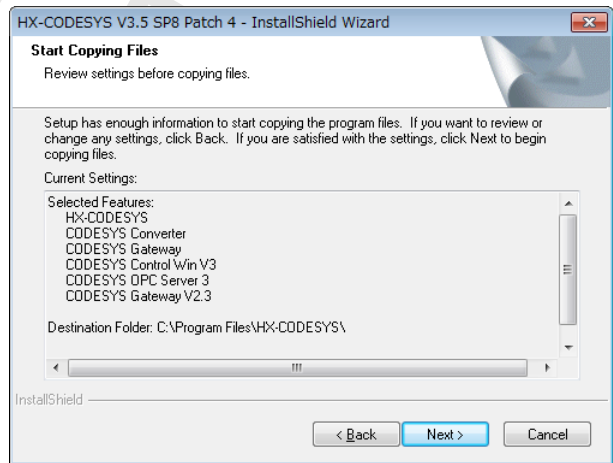 HX-CODESYS V3.5 SP8 Patch 4 - InstallShield Wizard
Start Copying Files
Review settings before copying files.
Setup has enough information to start copying the program files. If you want to review or
change any settings, click Back. If you are satisfied with the settings, click Next to begin
copying files.
Current Settings:
Selected Features:
HX-CODESYS
CODESYS Converter
CODESYS Gateway
CODESYS Control Win V3
CODESYS OPC Server 3
CODESYS Gateway V2.3
Destination Folder: C:\Program Files\HX-CODESYS\
InstallShield
< Back Next > Cancel